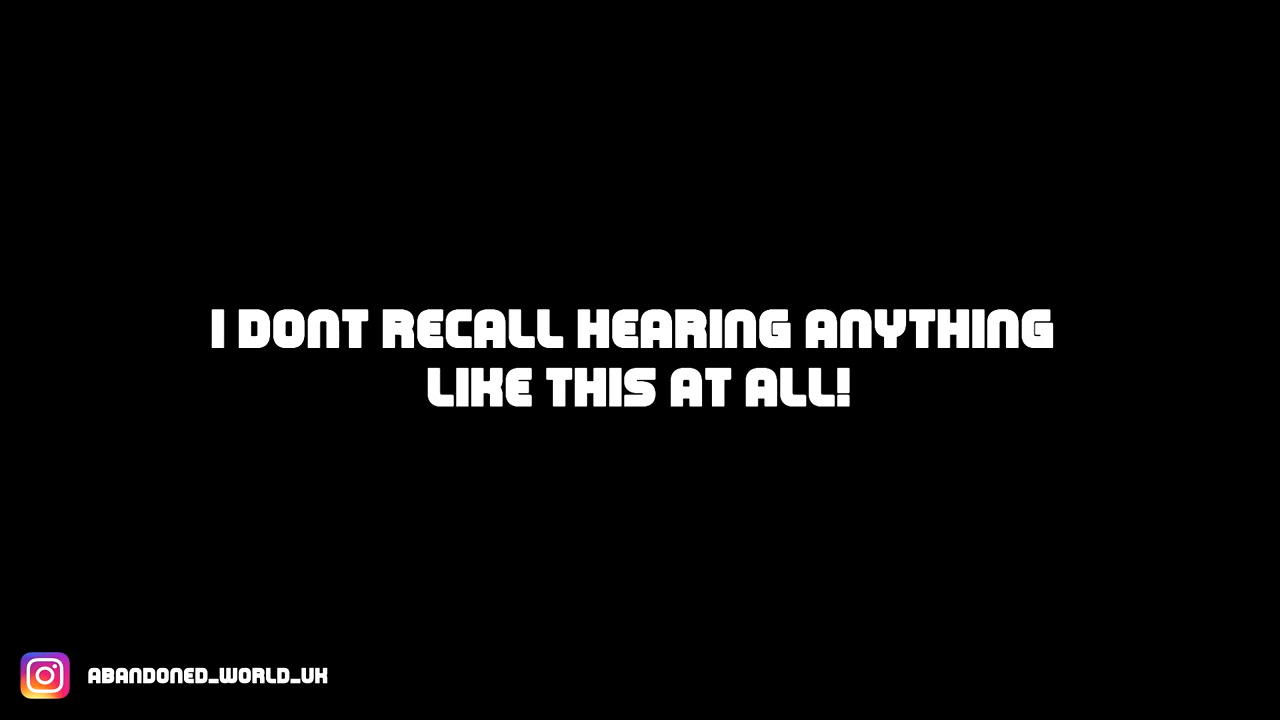 I DONT RECALL HEARING ANYTHING
LIKE THIS AT ALL!
ABANDONED_WORLD_UK